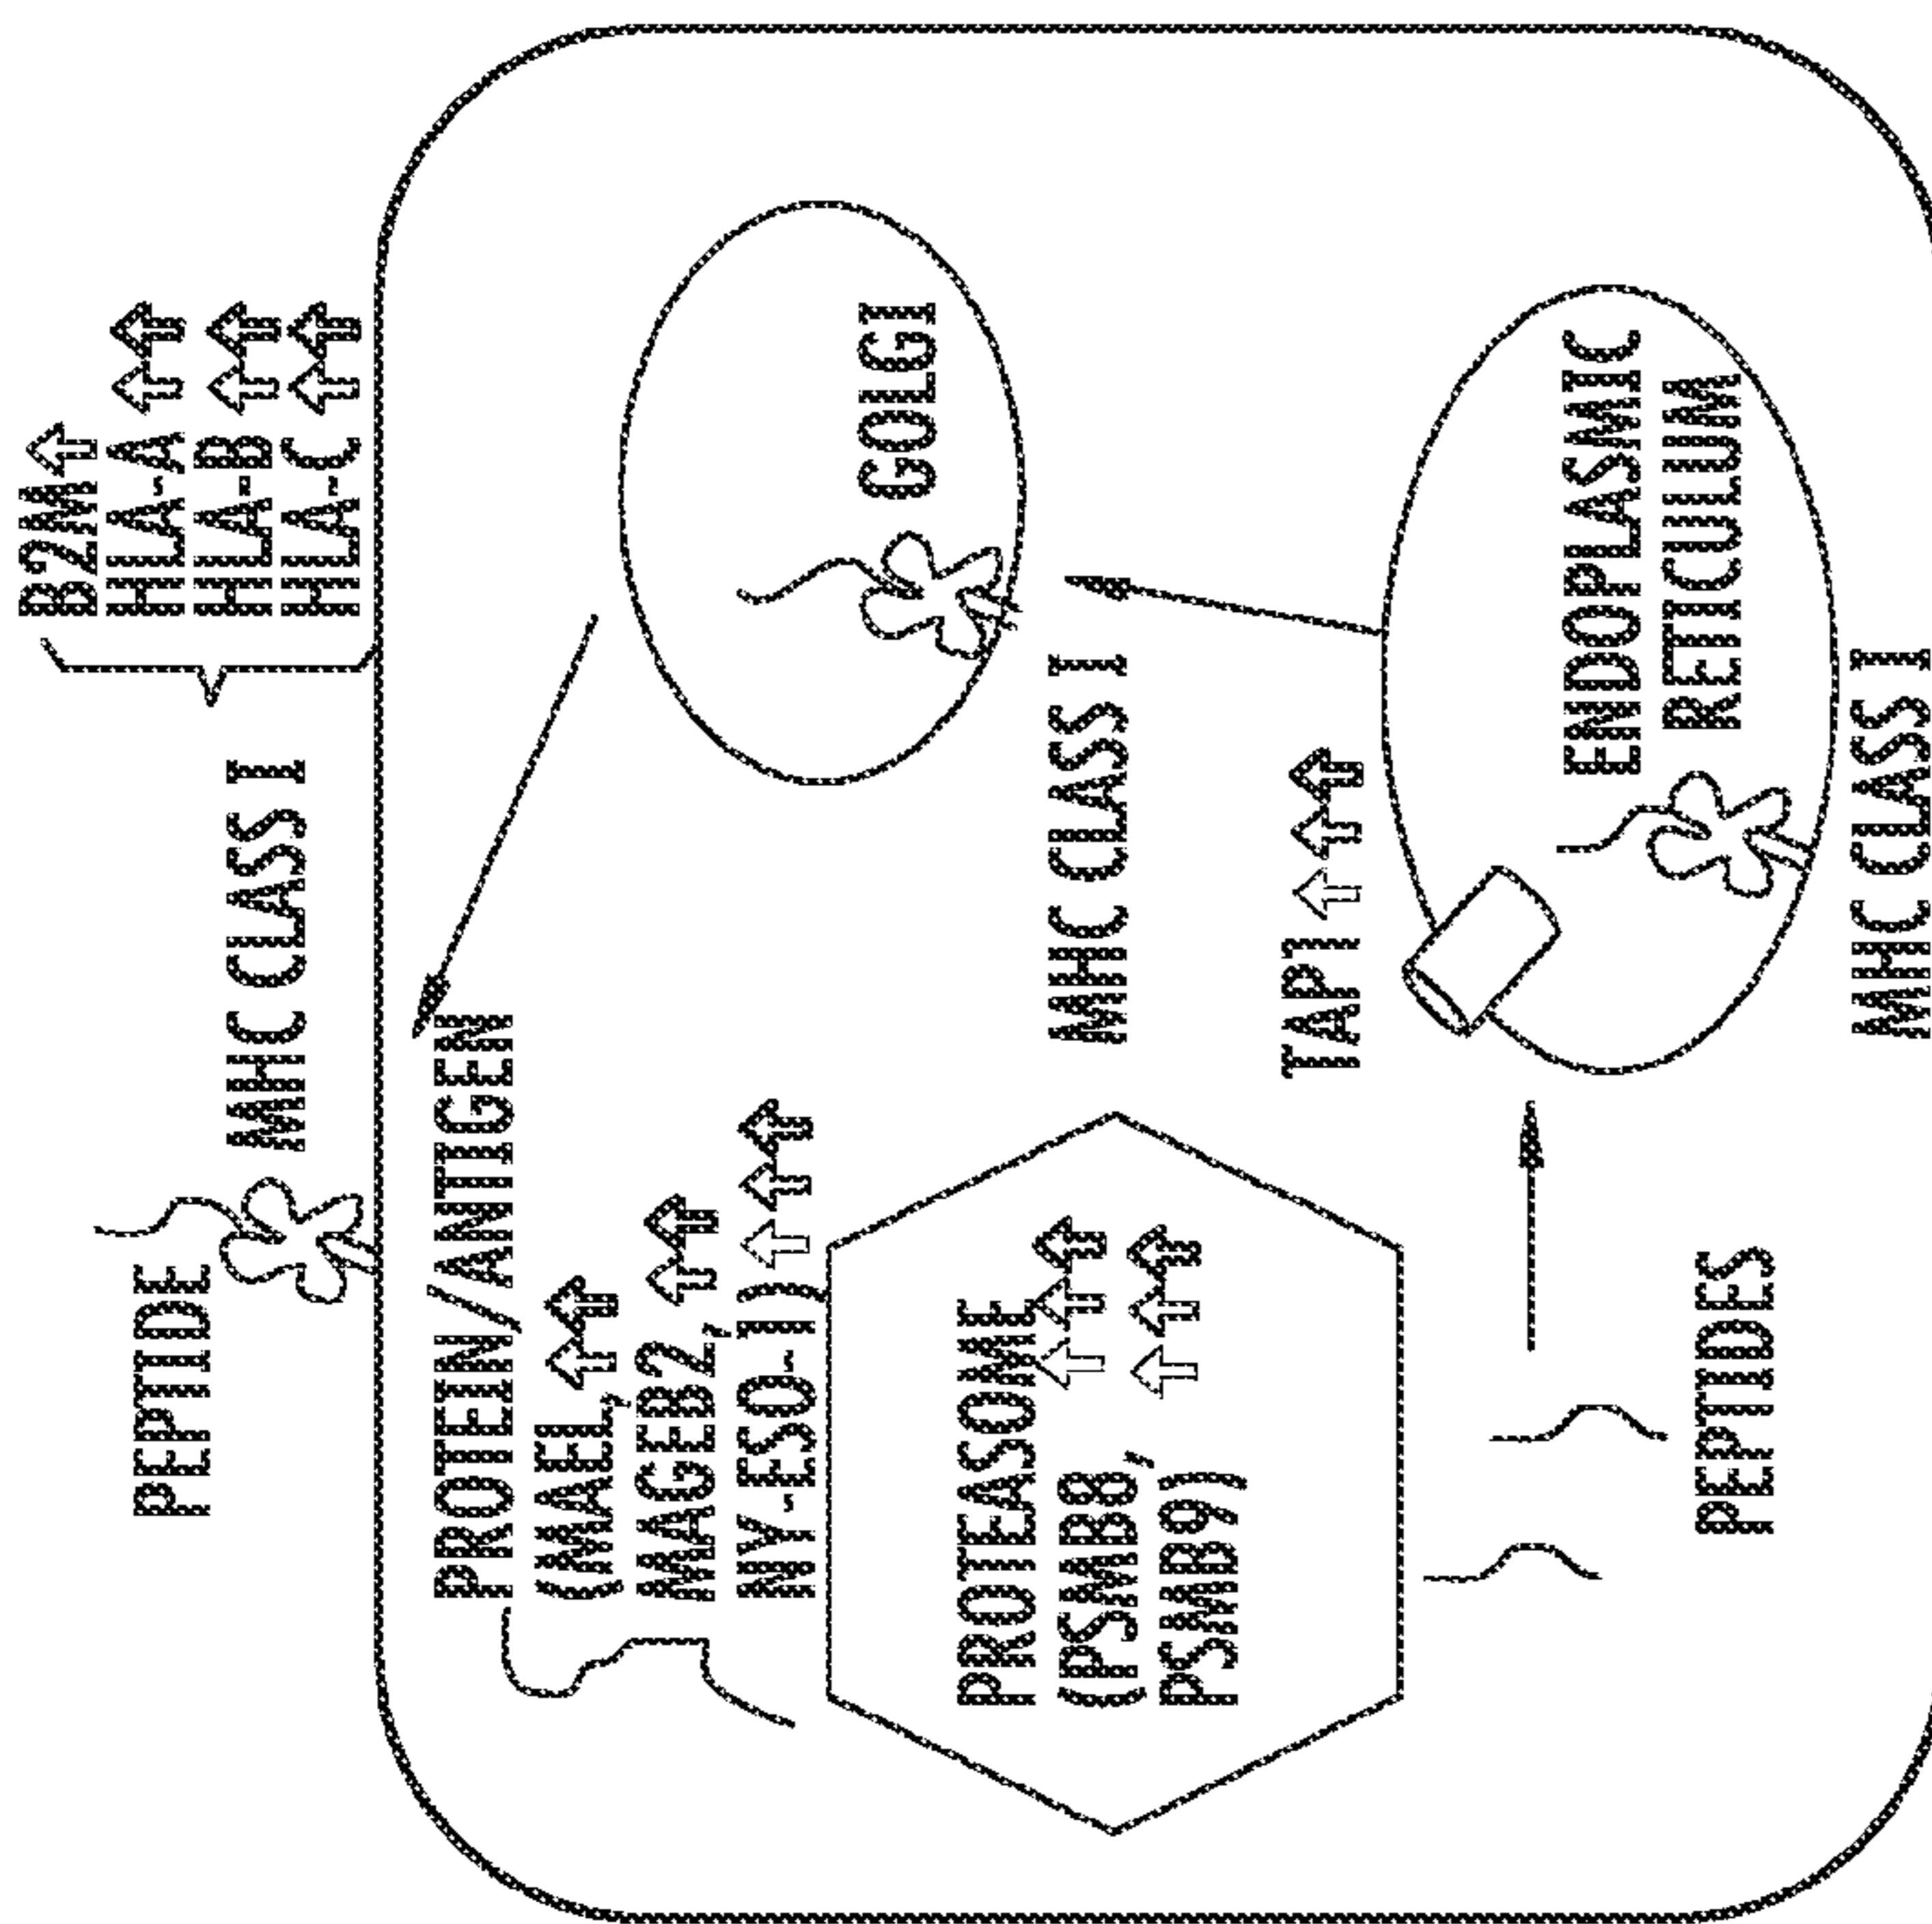 B2M
HLA-A
HLA-B
HLA-C
PEPTIDE
MHC CLASS I
PROTEIN/ANTIGEN
(MAEL,
MAGEB2,
NY-ESO-1)
GOLGI
MHC CLASS I
PROTEASOME
(PSMB8,
PSMB9)
TAP1
ENDOPLASMIC
RETICULUM
PEPTIDES
MHC CLASS I